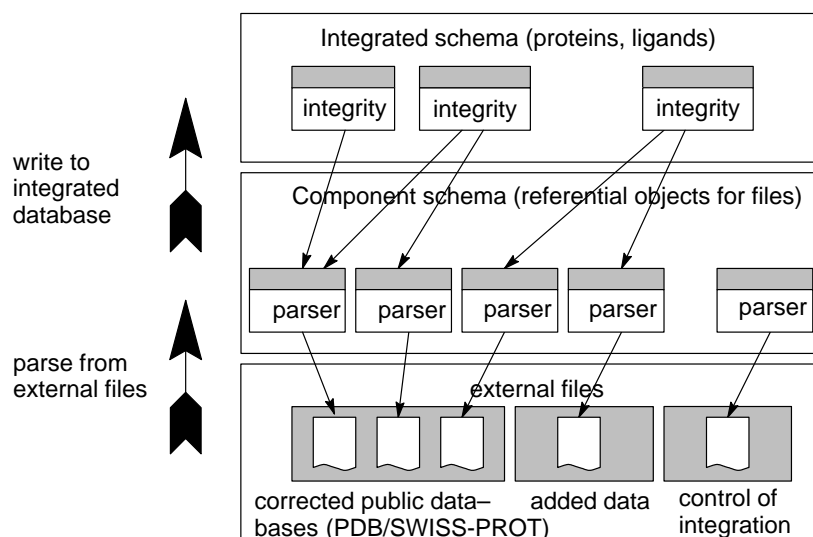 Integrated schema (proteins, ligands)
integrity
integrity
integrity
write to
integrated
database
Component schema (referential objects for files)
parser
parser
parser
parser
parser
parse from
external files
external files
corrected public data–
bases (PDB/SWISS-PROT)
added data
control of
integration